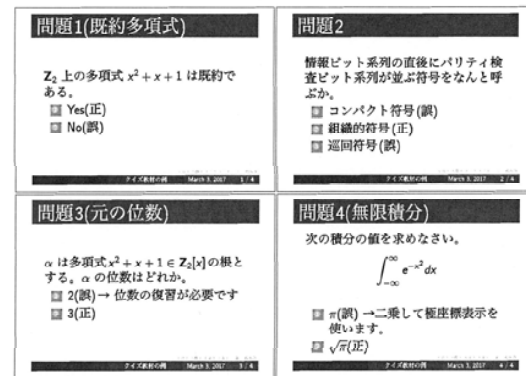 問題1(既約多項式)
Z₂ 上の多項式 x² + x + 1 は既約で
ある。
Yes(正)
No(誤)
クイズ教材の例 March 3, 2017 1 / 4
問題2
情報ビット系列の直後にパリティ検
査ビット系列が並ぶ符号をなんと呼
ぶか。
コンパクト符号(誤)
組織的符号(正)
巡回符号(誤)
クイズ教材の例 March 3, 2017 2 / 4
問題3(元の位数)
α は多項式 x² + x + 1 ∈ Z₂[x] の根と
する。α の位数はどれか。
2(誤)→ 位数の復習が必要です
3(正)
クイズ教材の例 March 3, 2017 3 / 4
問題4(無限積分)
次の積分の値を求めなさい。
∫_{-∞}^{∞} e^{-x²} dx
π(誤) →二乗して極座標表示を
使います。
√π(正)
クイズ教材の例 March 3, 2017 4 / 4